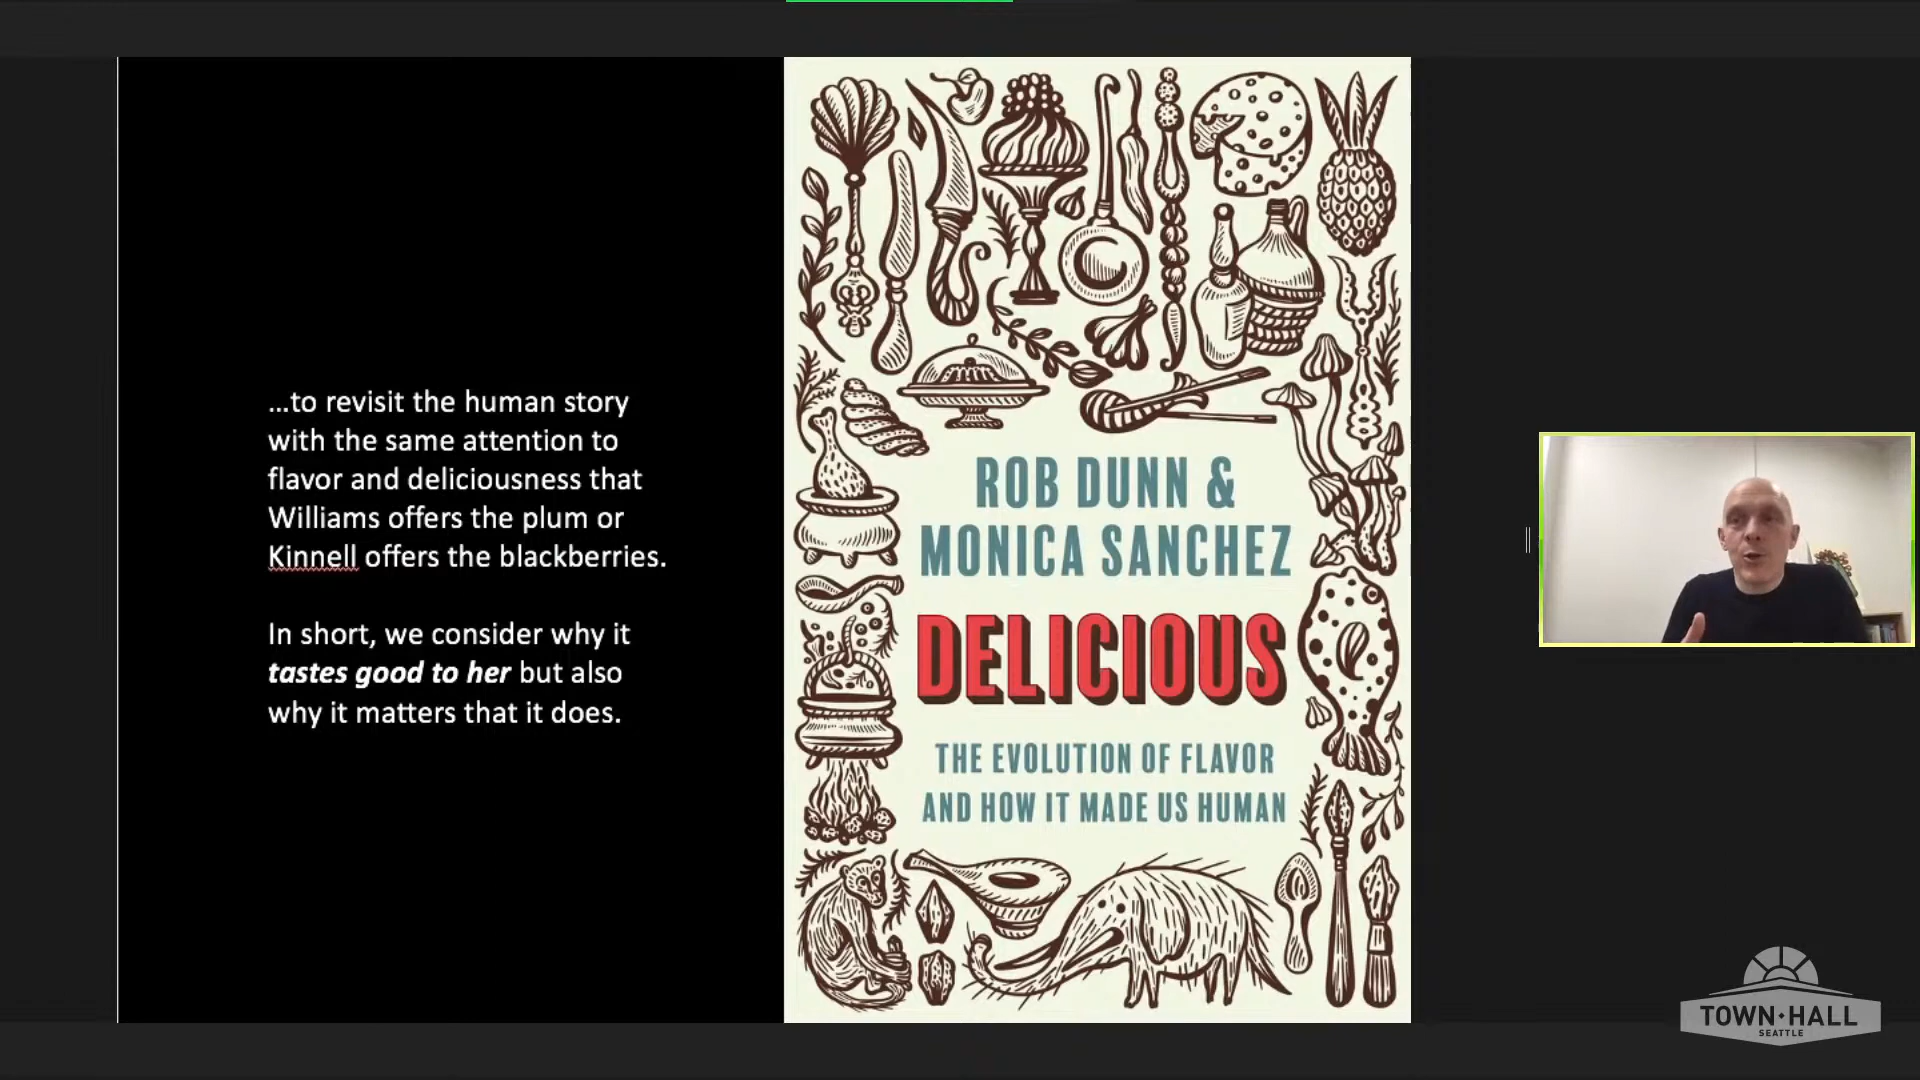 ...to revisit the human story
with the same attention to
flavor and deliciousness that
Williams offers the plum or
Kinnell offers the blackberries.
In short, we consider why it
tastes good to her but also
why it matters that it does.
ROB DUNN &
MONICA SANCHEZ
DELICIOUS
THE EVOLUTION OF FLAVOR
AND HOW IT MADE US HUMAN
TOWN·HALL
SEATTLE